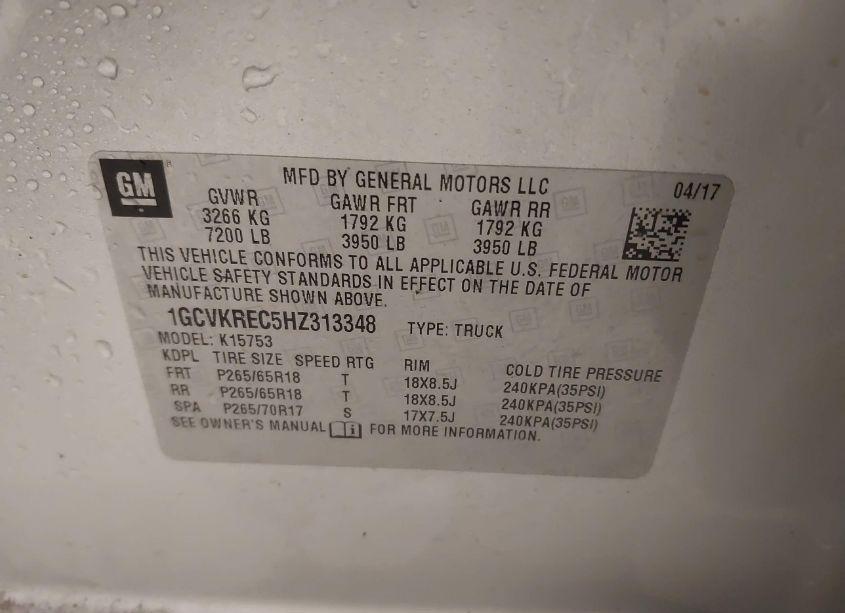 GM
MFD BY GENERAL MOTORS LLC 04/17
GVWR GAWR FRT GAWR RR
3266 KG 1792 KG 1792 KG
7200 LB 3950 LB 3950 LB
THIS VEHICLE CONFORMS TO ALL APPLICABLE U.S. FEDERAL MOTOR
VEHICLE SAFETY STANDARDS IN EFFECT ON THE DATE OF
MANUFACTURE SHOWN ABOVE.
1GCVKREC5HZ313348 TYPE: TRUCK
MODEL: K15753
KDPL TIRE SIZE SPEED RTG RIM COLD TIRE PRESSURE
FRT P265/65R18 T 18X8.5J 240KPA(35PSI)
RR P265/65R18 T 18X8.5J 240KPA(35PSI)
SPA P265/70R17 S 17X7.5J 240KPA(35PSI)
SEE OWNER'S MANUAL FOR MORE INFORMATION.